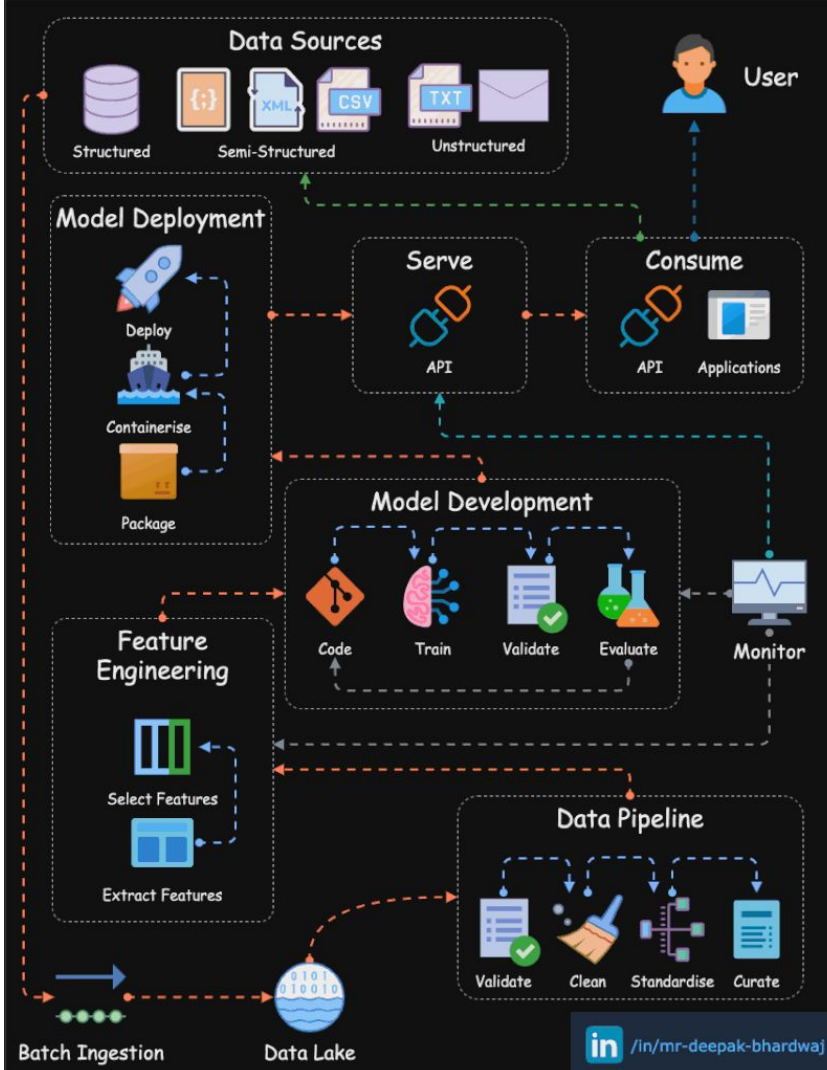 Data Sources
{;}
XML
CSV
TXT
Structured
Semi-Structured
Unstructured
User
Model Deployment
Deploy
Containerise
Package
Serve
API
Consume
API
Applications
Model Development
Code
Train
Validate
Evaluate
Monitor
Feature
Engineering
Select Features
Extract Features
Data Pipeline
Validate
Clean
Standardise
Curate
Batch Ingestion
0101
010010
Data Lake
in /in/mr-deepak-bhardwaj